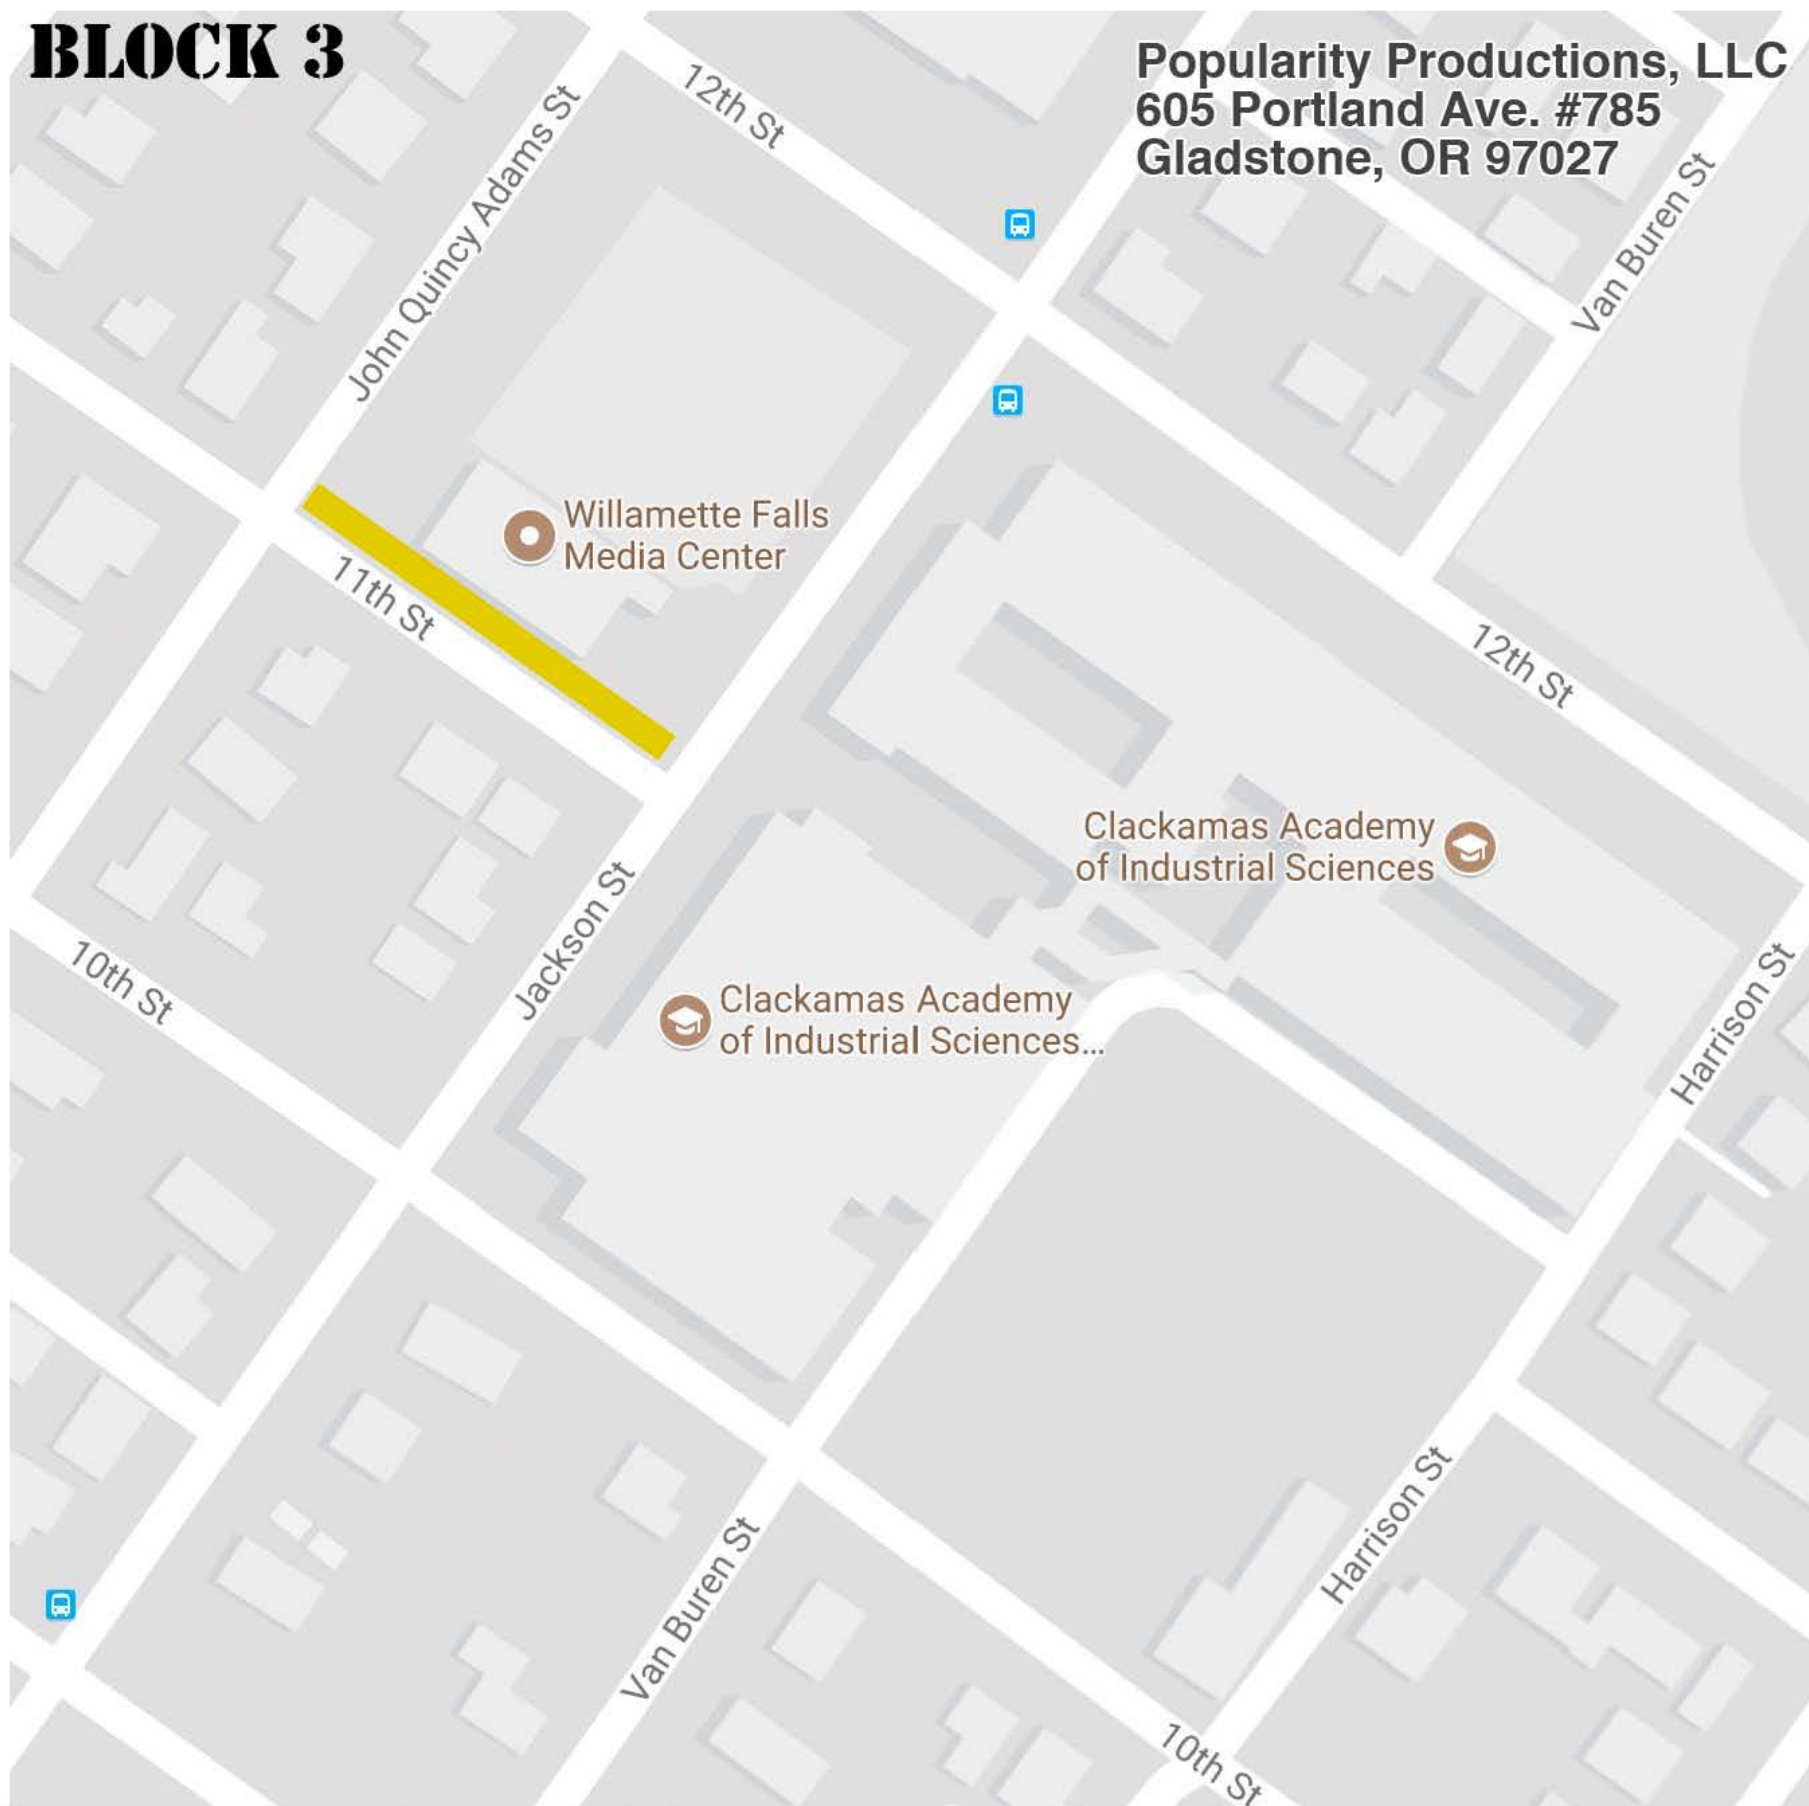 BLOCK 3
Popularity Productions, LLC
605 Portland Ave. #785
Gladstone, OR 97027
12th St
John Quincy Adams St
Van Buren St
Willamette Falls
Media Center
11th St
12th St
Clackamas Academy
of Industrial Sciences
Jackson St
10th St
Clackamas Academy
of Industrial Sciences...
Harrison St
Harrison St
Van Buren St
10th St